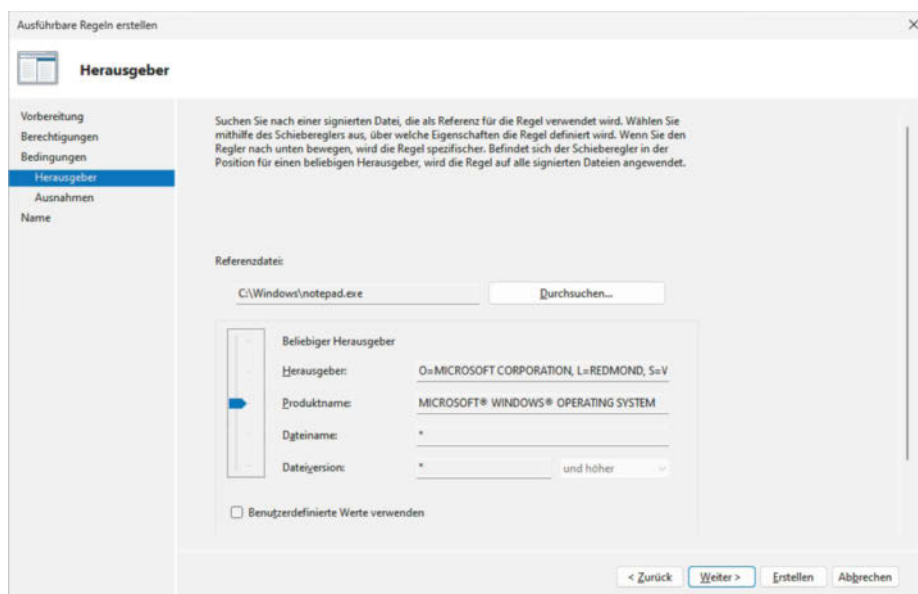 Ausführbare Regeln erstellen
Herausgeber
Vorbereitung
Berechtigungen
Bedingungen
Herausgeber
Ausnahmen
Name
Suchen Sie nach einer signierten Datei, die als Referenz für die Regel verwendet wird. Wählen Sie
mithilfe des Schiebereglers aus, über welche Eigenschaften die Regel definiert wird. Wenn Sie den
Regler nach unten bewegen, wird die Regel spezifischer. Befindet sich der Schieberegler in der
Position für einen beliebigen Herausgeber, wird die Regel auf alle signierten Dateien angewendet.
Referenzdatei:
C:\Windows\notepad.exe Durchsuchen...
Beliebiger Herausgeber
Herausgeber: O=MICROSOFT CORPORATION, L=REDMOND, S=V
Produktname: MICROSOFT® WINDOWS® OPERATING SYSTEM
Dateiname: *
Dateiversion: * und höher
Benutzerdefinierte Werte verwenden
< Zurück Weiter > Erstellen Abbrechen